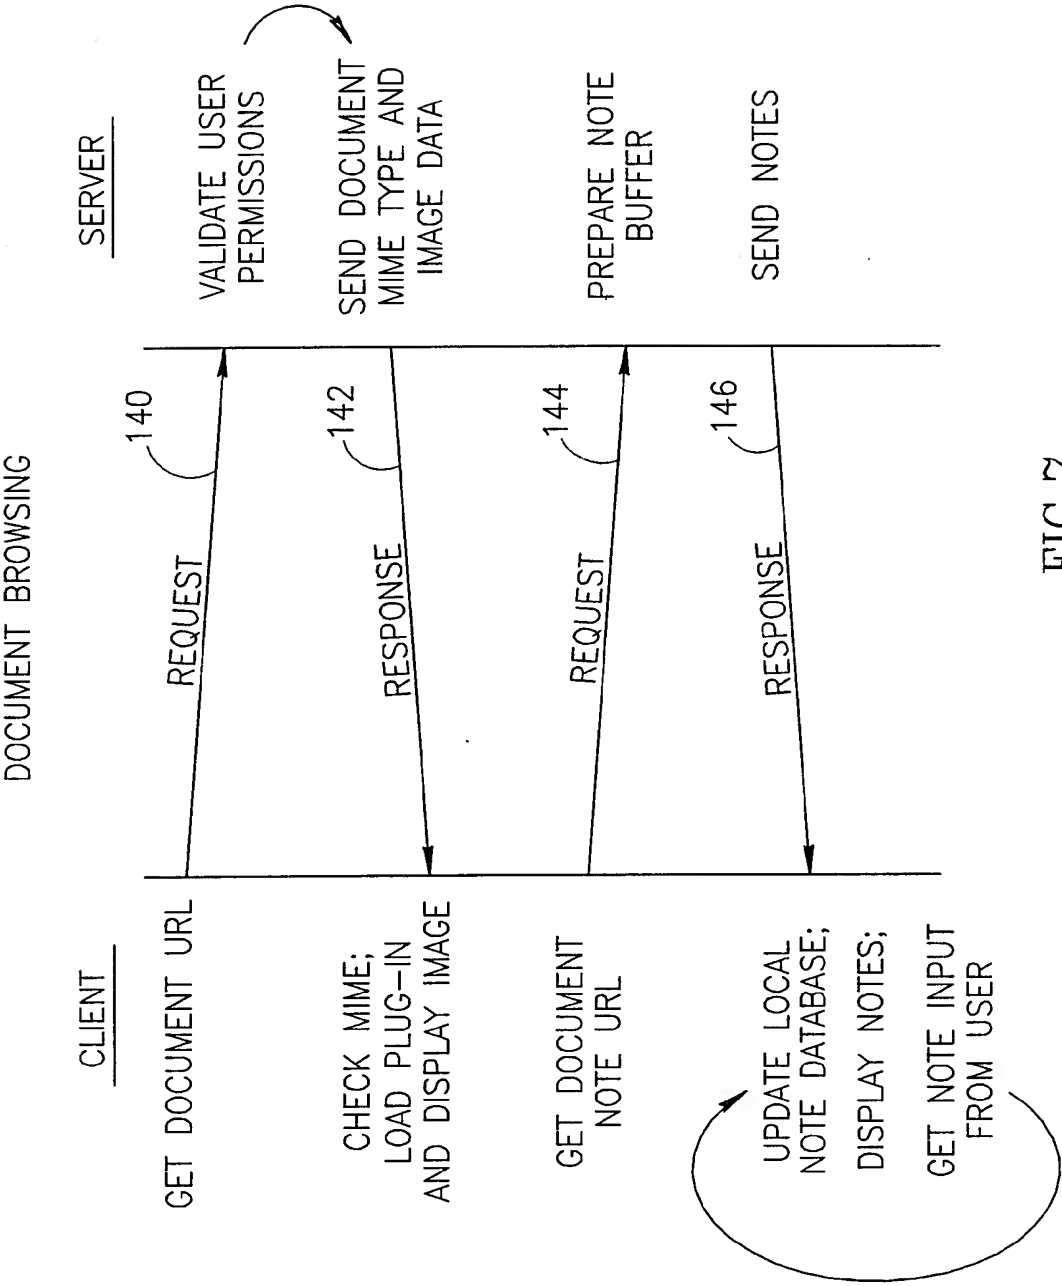 DOCUMENT BROWSING
CLIENT
SERVER
GET DOCUMENT URL
REQUEST
140
VALIDATE USER
PERMISSIONS
CHECK MIME;
LOAD PLUG-IN
AND DISPLAY IMAGE
RESPONSE
142
SEND DOCUMENT
MIME TYPE AND
IMAGE DATA
GET DOCUMENT
NOTE URL
REQUEST
144
PREPARE NOTE
BUFFER
UPDATE LOCAL
NOTE DATABASE;
DISPLAY NOTES;
GET NOTE INPUT
FROM USER
RESPONSE
146
SEND NOTES
FIG. 7